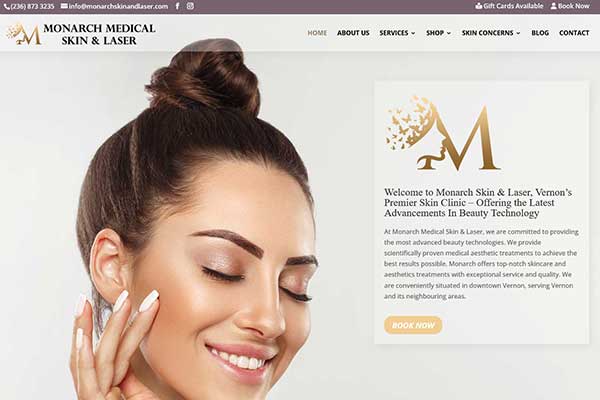 (236) 873 3235 info@monarchskinandlaser.com Gift Cards Available Book Now
MONARCH MEDICAL
SKIN & LASER
HOME ABOUT US SERVICES SHOP SKIN CONCERNS BLOG CONTACT
M
Welcome to Monarch Skin & Laser, Vernon's
Premier Skin Clinic – Offering the Latest
Advancements In Beauty Technology
At Monarch Medical Skin & Laser, we are committed to providing
the most advanced beauty technologies. We provide
scientifically proven medical aesthetic treatments to achieve the
best results possible. Monarch offers top-notch skincare and
aesthetics treatments with exceptional service and quality. We
are conveniently situated in downtown Vernon, serving Vernon
and its neighbouring areas.
BOOK NOW